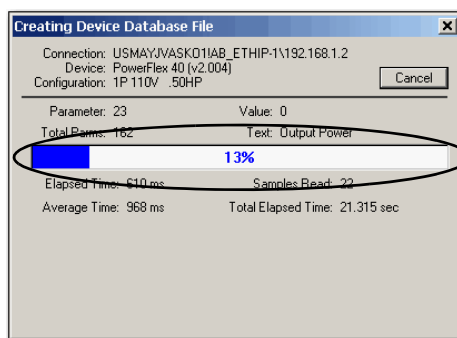 Creating Device Database File
Connection: USMAYJVASKO1!AB_ETHIP-1\192.168.1.2
Device: PowerFlex 40 (v2.004)
Configuration: 1P 110V .50HP
Cancel
Parameter: 23 Value: 0
Total Parms: 162 Text: Output Power
13%
Elapsed Time: 610 ms Samples Read: 22
Average Time: 968 ms Total Elapsed Time: 21.315 sec